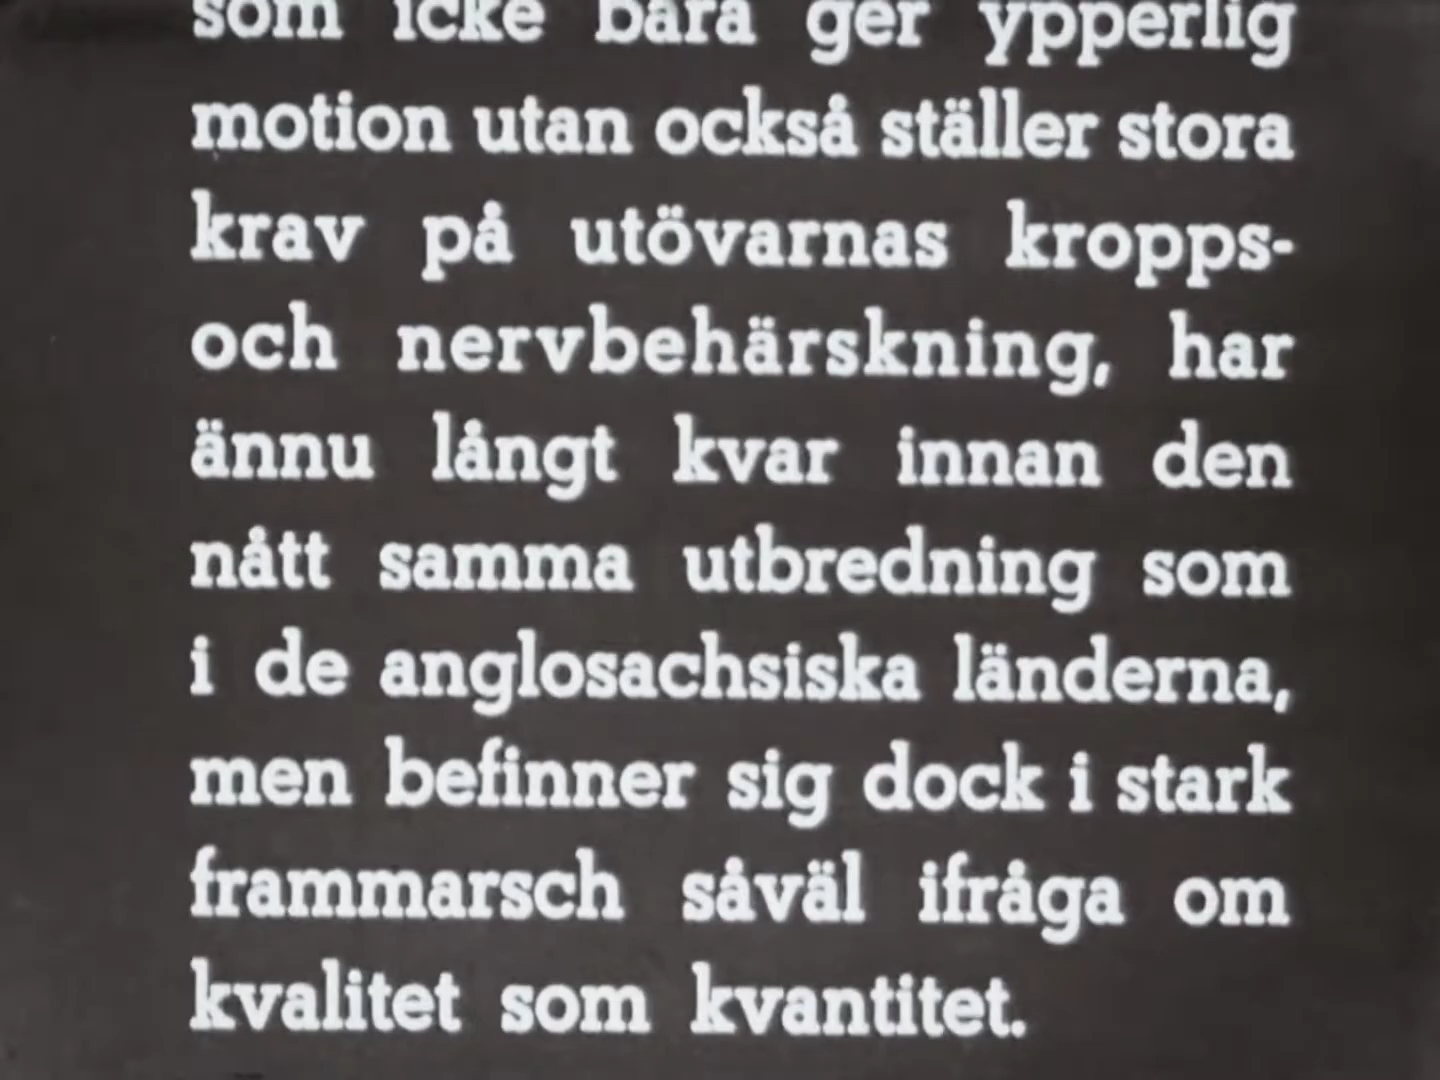 som icke bara ger ypperlig
motion utan också ställer stora
krav på utövarnas kropps-
och nervbehärskning, har
ännu långt kvar innan den
nått samma utbredning som
i de anglosachsiska länderna,
men befinner sig dock i stark
frammarsch såväl ifråga om
kvalitet som kvantitet.